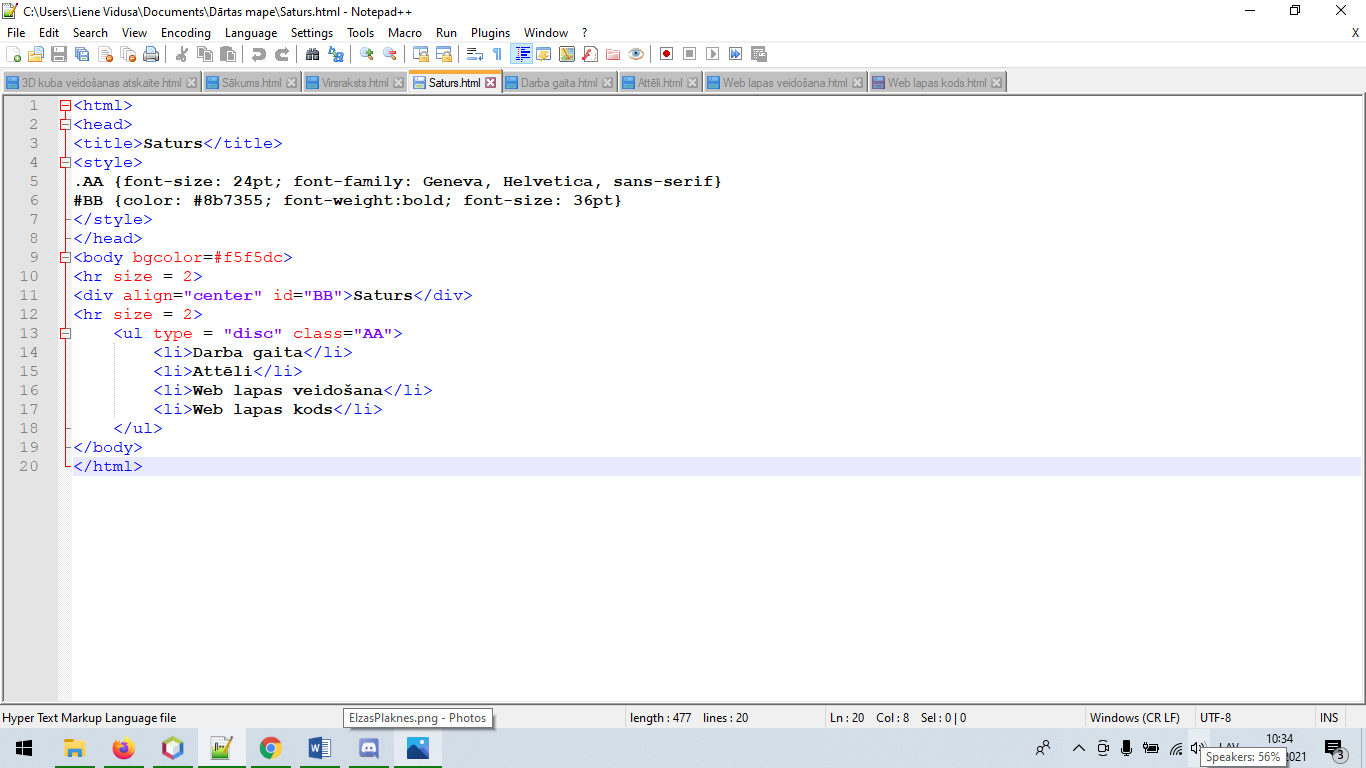 C:\Users\Liene Vidusa\Documents\Dārtas mape\Saturs.html - Notepad++
File Edit Search View Encoding Language Settings Tools Macro Run Plugins Window ? X
3D kuba veidošanas atskaite.html Sākums.html Virsraksts.html Saturs.html Darba gaita.html Attēli.html Web lapas veidošana.html Web lapas kods.html
1 <html>
2 <head>
3 <title>Saturs</title>
4 <style>
5 .AA {font-size: 24pt; font-family: Geneva, Helvetica, sans-serif}
6 #BB {color: #8b7355; font-weight:bold; font-size: 36pt}
7 </style>
8 </head>
9 <body bgcolor=#f5f5dc>
10 <hr size = 2>
11 <div align="center" id="BB">Saturs</div>
12 <hr size = 2>
13 <ul type = "disc" class="AA">
14 <li>Darba gaita</li>
15 <li>Attēli</li>
16 <li>Web lapas veidošana</li>
17 <li>Web lapas kods</li>
18 </ul>
19 </body>
20 </html>
Hyper Text Markup Language file ElzasPlaknes.png - Photos length : 477 lines : 20 Ln : 20 Col : 8 Sel : 0 | 0 Windows (CR LF) UTF-8 INS
10:34
Speakers: 56% 2021 3